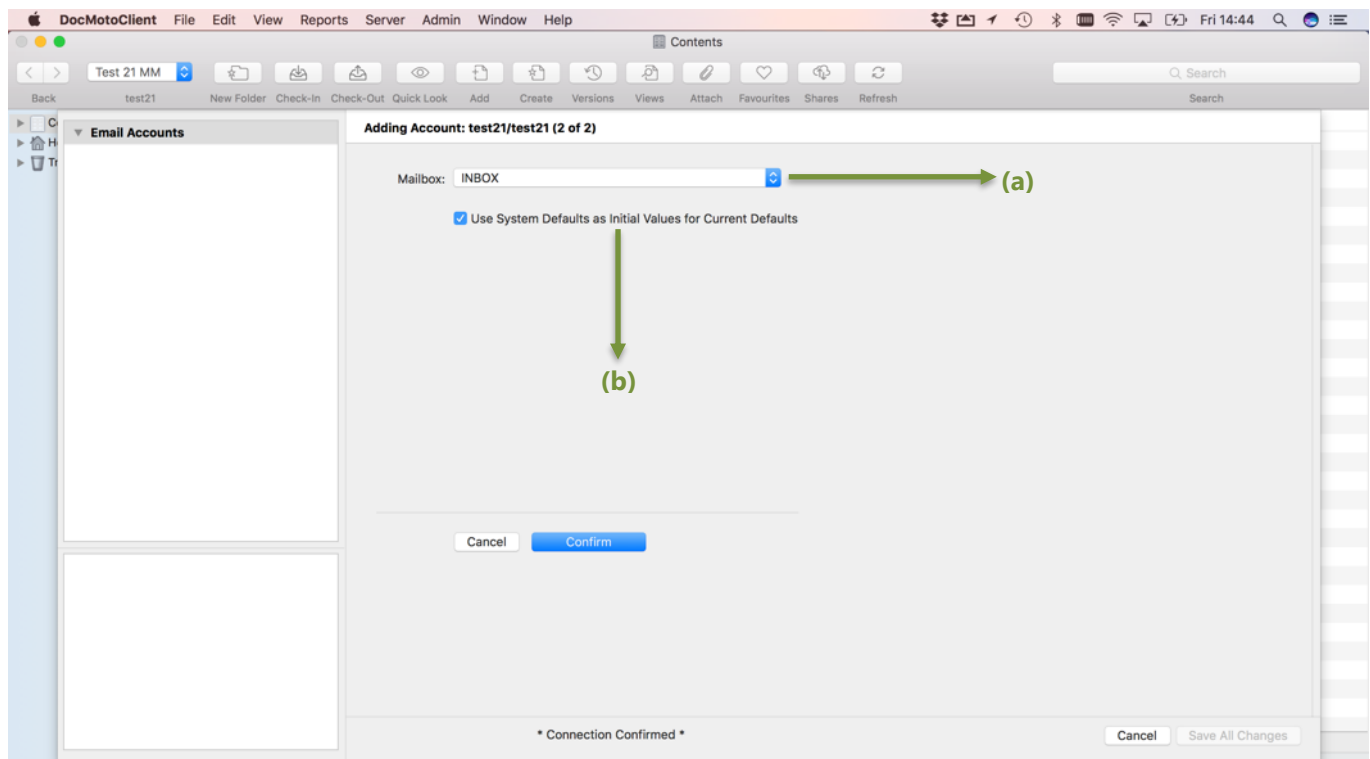 DocMotoClient File Edit View Reports Server Admin Window Help Fri 14:44
Contents
Test 21 MM Search
Back test21 New Folder Check-In Check-Out Quick Look Add Create Versions Views Attach Favourites Shares Refresh Search
Email Accounts
Adding Account: test21/test21 (2 of 2)
Mailbox: INBOX (a)
Use System Defaults as Initial Values for Current Defaults
(b)
Cancel Confirm
* Connection Confirmed * Cancel Save All Changes